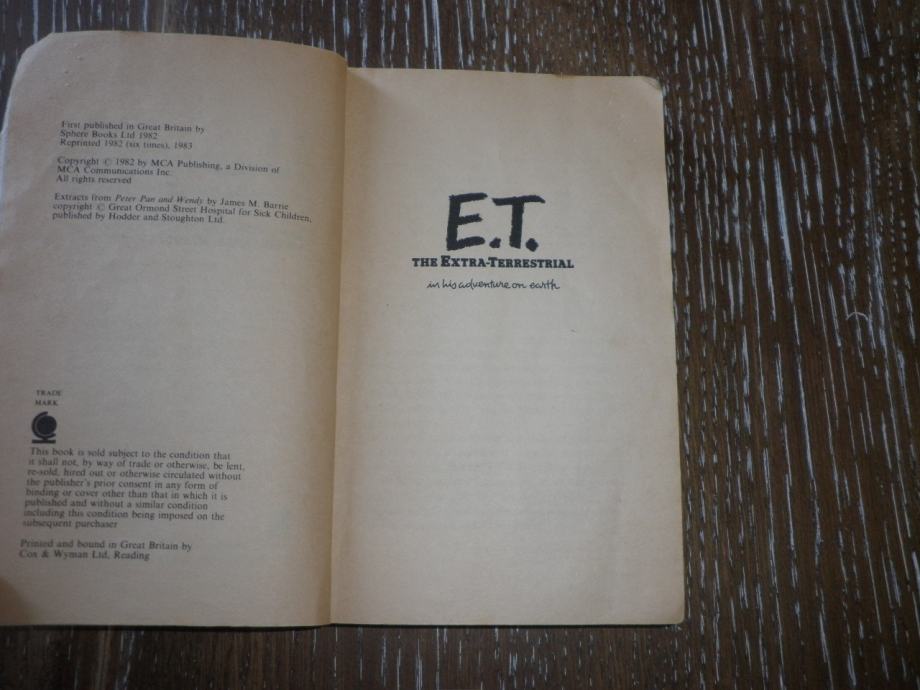 First published in Great Britain by
Sphere Books Ltd 1982
Reprinted 1982 (six times), 1983
Copyright © 1982 by MCA Publishing, a Division of
MCA Communications Inc.
All rights reserved
Extracts from Peter Pan and Wendy by James M. Barrie
copyright © Great Ormond Street Hospital for Sick Children,
published by Hodder and Stoughton Ltd.
TRADE
MARK
This book is sold subject to the condition that
it shall not, by way of trade or otherwise, be lent,
re-sold, hired out or otherwise circulated without
the publisher's prior consent in any form of
binding or cover other than that in which it is
published and without a similar condition
including this condition being imposed on the
subsequent purchaser
Printed and bound in Great Britain by
Cox & Wyman Ltd, Reading
E.T.
THE EXTRA-TERRESTRIAL
in his adventure on earth